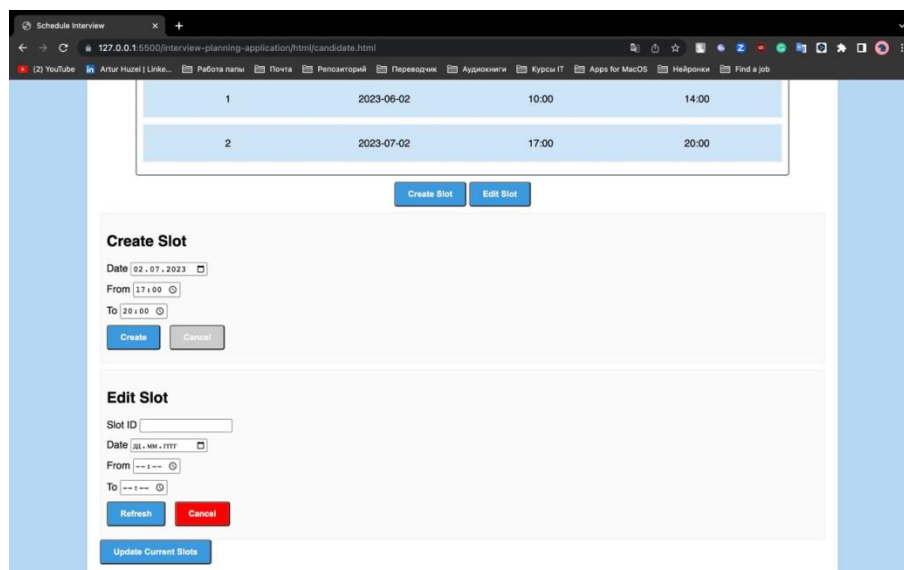 Schedule Interview
127.0.0.1:5500/interview-planning-application/html/candidate.html
(2) YouTube Artur Huzei | Linke... Работа папы Почта Репозиторий Переводчик Аудиокниги Курсы IT Apps for MacOS Нейронки Find a job
1 2023-06-02 10:00 14:00
2 2023-07-02 17:00 20:00
Create Slot Edit Slot
Create Slot
Date 02.07.2023
From 17:00
To 20:00
Create Cancel
Edit Slot
Slot ID
Date дд.мм.гггг
From --:--
To --:--
Refresh Cancel
Update Current Slots